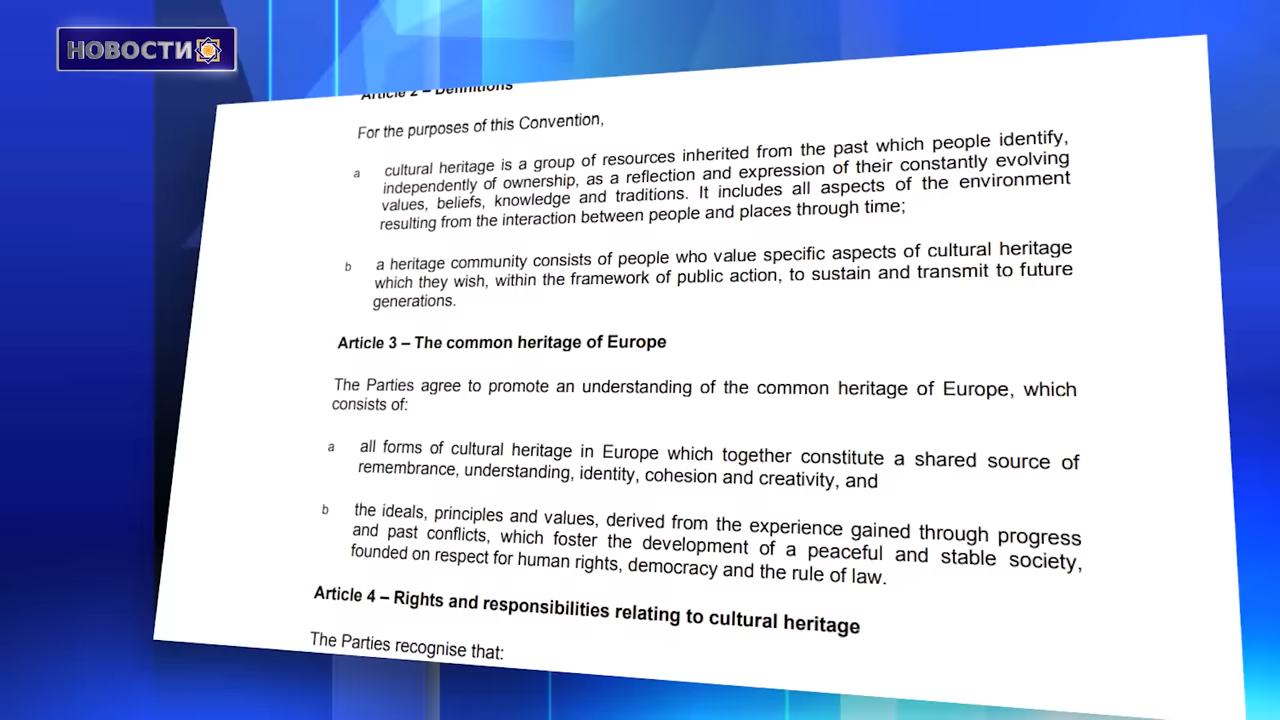 НОВОСТИ
Article 2 – Definitions
For the purposes of this Convention,
a cultural heritage is a group of resources inherited from the past which people identify,
independently of ownership, as a reflection and expression of their constantly evolving
values, beliefs, knowledge and traditions. It includes all aspects of the environment
resulting from the interaction between people and places through time;
b a heritage community consists of people who value specific aspects of cultural heritage
which they wish, within the framework of public action, to sustain and transmit to future
generations.
Article 3 – The common heritage of Europe
The Parties agree to promote an understanding of the common heritage of Europe, which
consists of:
a all forms of cultural heritage in Europe which together constitute a shared source of
remembrance, understanding, identity, cohesion and creativity, and
b the ideals, principles and values, derived from the experience gained through progress
and past conflicts, which foster the development of a peaceful and stable society,
founded on respect for human rights, democracy and the rule of law.
Article 4 – Rights and responsibilities relating to cultural heritage
The Parties recognise that: